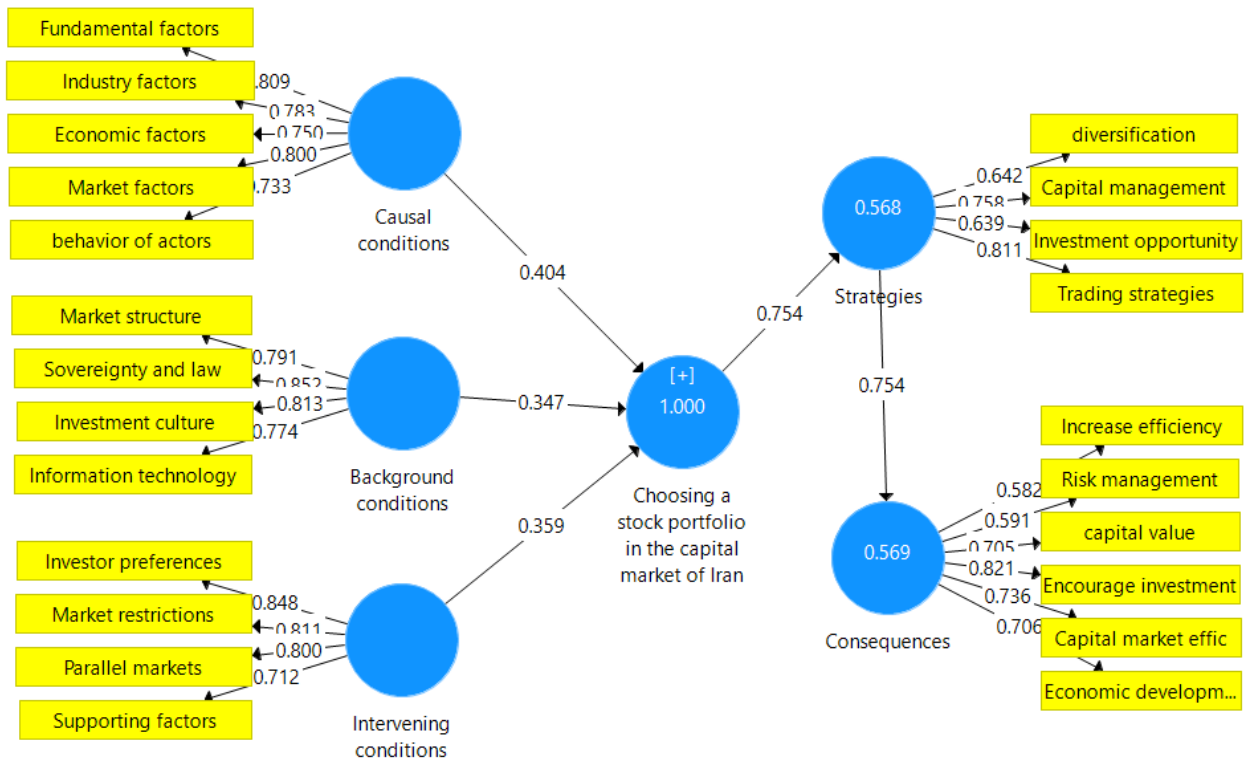 Fundamental factors
Industry factors
Economic factors
Market factors
behavior of actors
.809
0.783
0.750
0.800
.733
Causal
conditions
0.404
Market structure
Sovereignty and law
Investment culture
Information technology
0.791
0.852
0.813
0.774
Background
conditions
0.347
Investor preferences
Market restrictions
Parallel markets
Supporting factors
0.848
0.811
0.800
0.712
Intervening
conditions
0.359
[+]
1.000
Choosing a
stock portfolio
in the capital
market of Iran
0.754
0.568
Strategies
0.642
0.758
0.639
0.811
diversification
Capital management
Investment opportunity
Trading strategies
0.754
0.569
Consequences
0.582
0.591
0.705
0.821
0.736
0.706
Increase efficiency
Risk management
capital value
Encourage investment
Capital market effic
Economic developm...